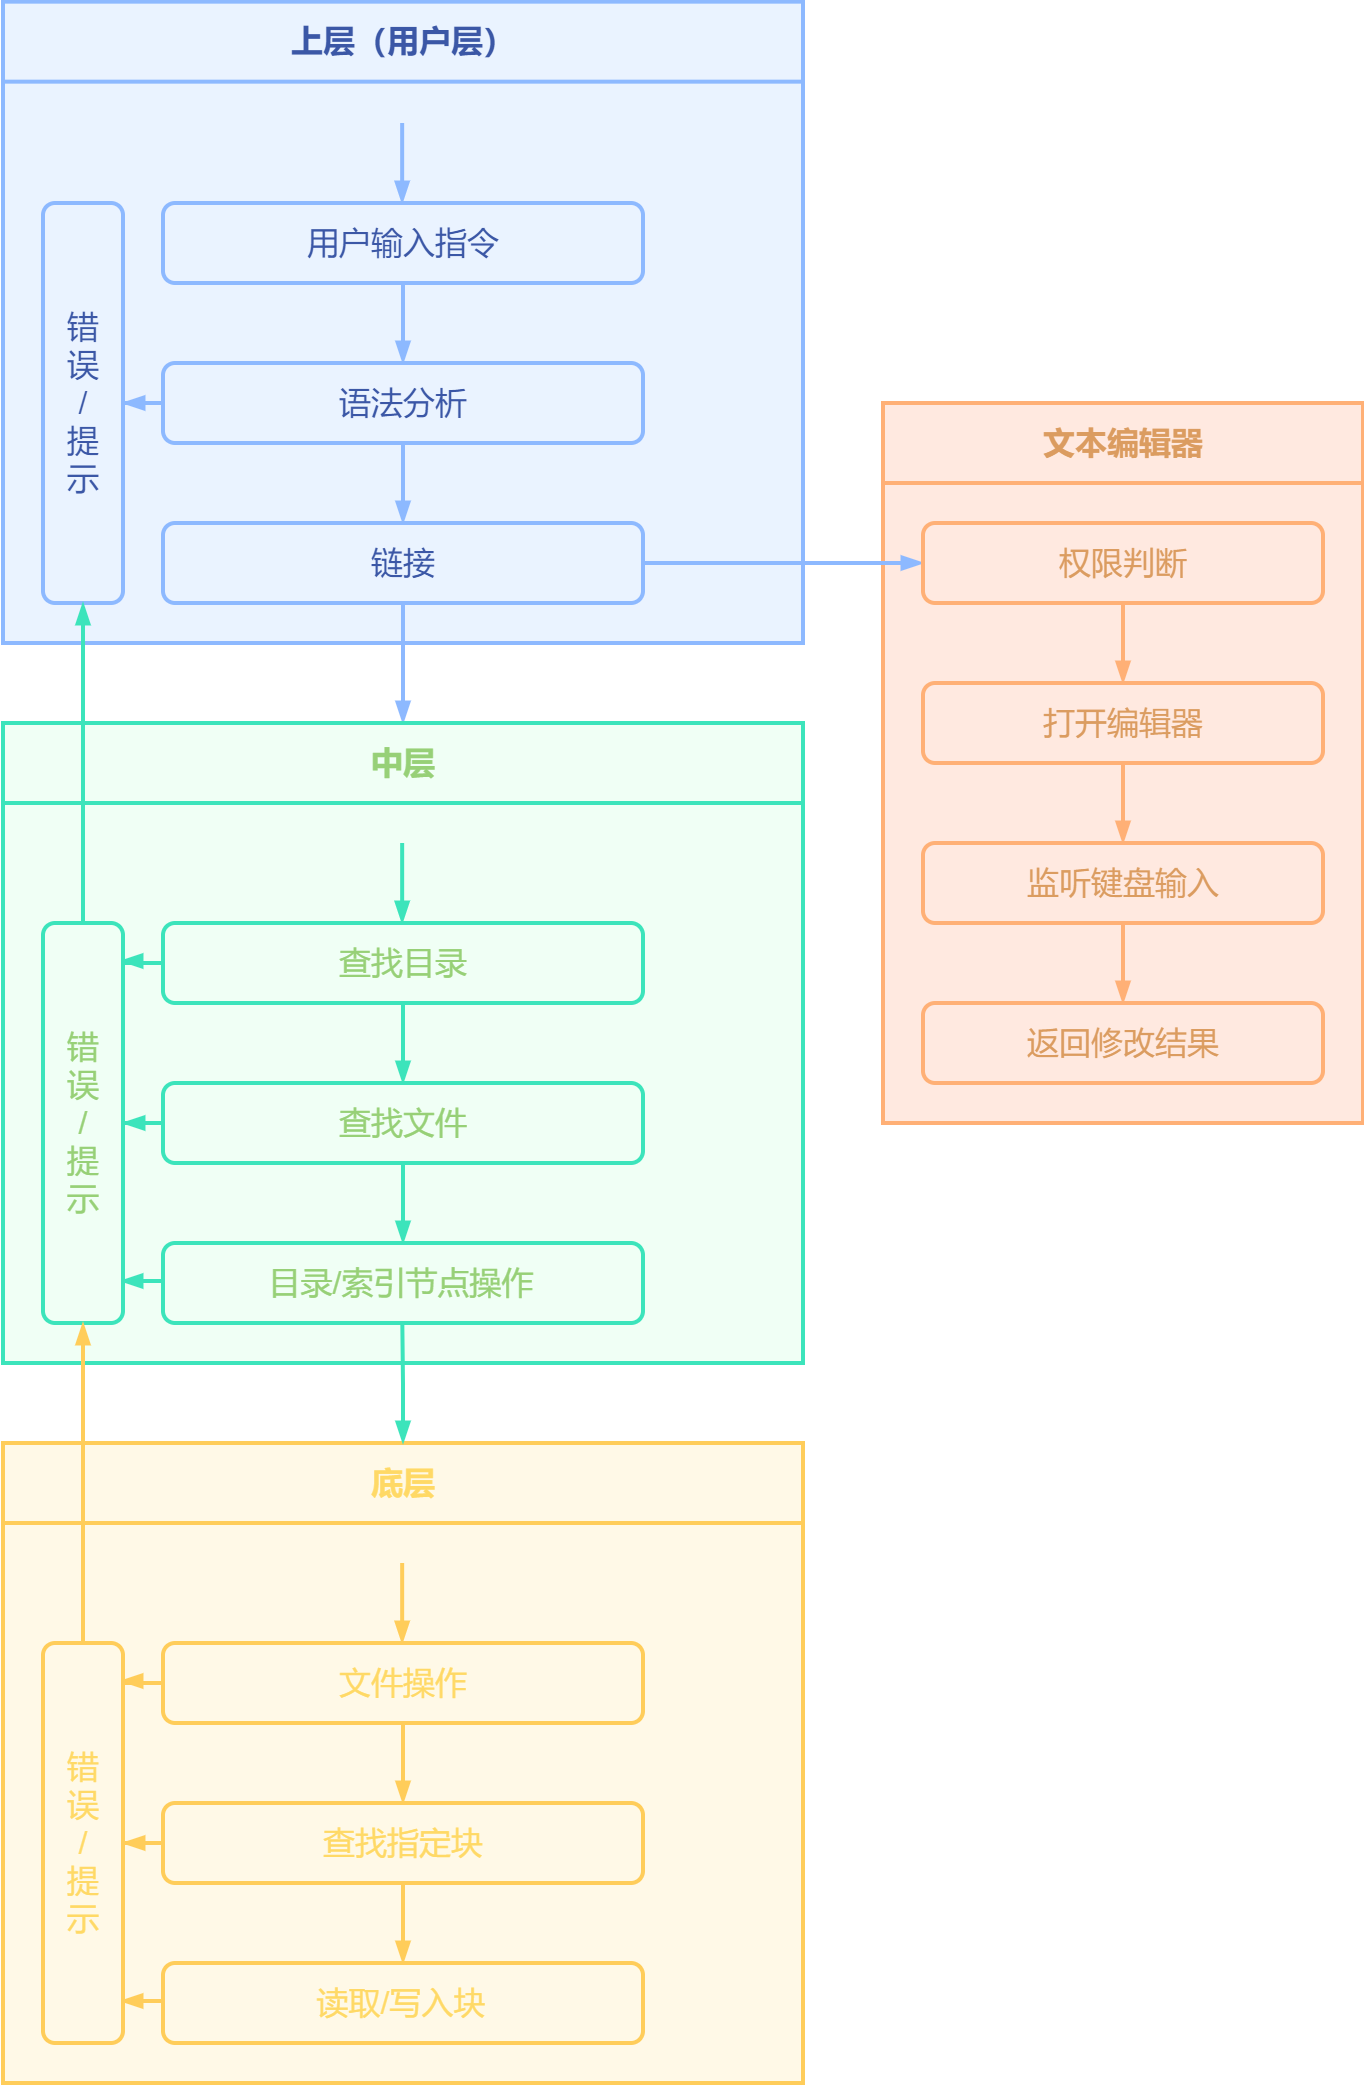 上层（用户层）
用户输入指令
错
误
/
提
示
语法分析
链接
文本编辑器
权限判断
打开编辑器
监听键盘输入
返回修改结果
中层
查找目录
错
误
/
提
示
查找文件
目录/索引节点操作
底层
文件操作
错
误
/
提
示
查找指定块
读取/写入块